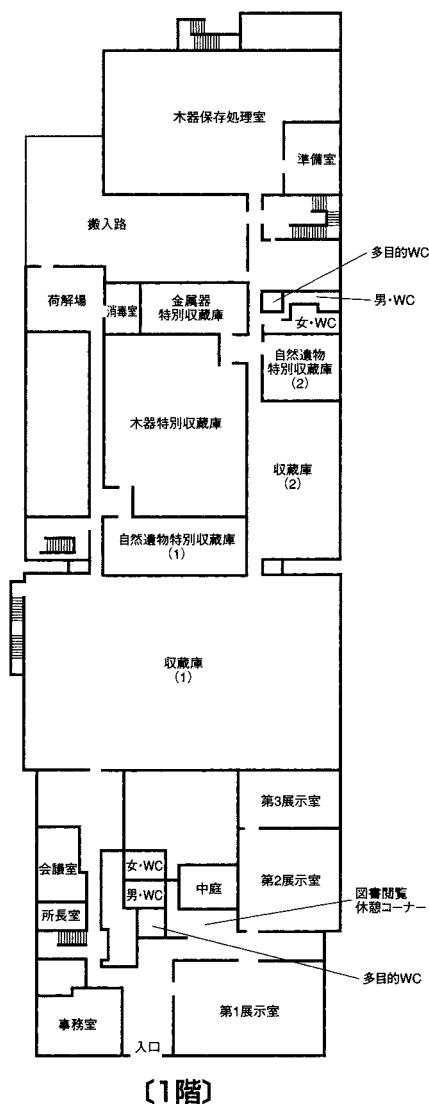 木器保存処理室
準備室
搬入路
多目的WC
荷解場
消毒室
金属器
特別収蔵庫
男・WC
女・WC
自然遺物
特別収蔵庫
(2)
木器特別収蔵庫
収蔵庫
(2)
自然遺物特別収蔵庫
(1)
収蔵庫
(1)
第3展示室
会議室
女・WC
男・WC
中庭
第2展示室
図書閲覧
休憩コーナー
所長室
多目的WC
事務室
第1展示室
入口
〔1階〕